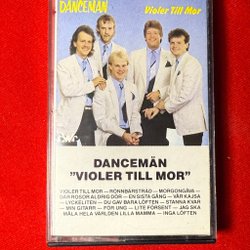 DANCEMÄN
Violer Till Mor
DANCEMÄN
"VIOLER TILL MOR"
VIOLER TILL MOR – RÖNNBÄRSTRÄD – MORGONGÅVA –
DÄR ROSOR ALDRIG DÖR – EN SISTA GÅNG – VÅR KAJSA
LYCKELITEN – DU GAV BARA LÖFTEN – STANNA KVAR
MIN GITARR – FÖR UNG – LITE FÖRSENT – JAG SKA
MÅLA HELA VÄRLDEN LILLA MAMMA – INGA LÖFTEN